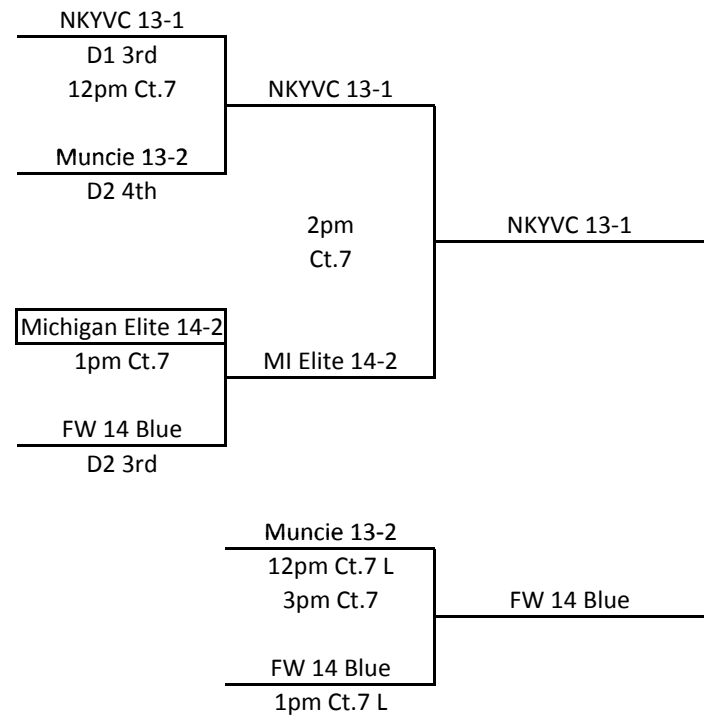 NKYVC 13-1
D1 3rd
12pm Ct.7
NKYVC 13-1
Muncie 13-2
D2 4th
2pm
Ct.7
NKYVC 13-1
Michigan Elite 14-2
1pm Ct.7
MI Elite 14-2
FW 14 Blue
D2 3rd
Muncie 13-2
12pm Ct.7 L
3pm Ct.7
FW 14 Blue
FW 14 Blue
1pm Ct.7 L